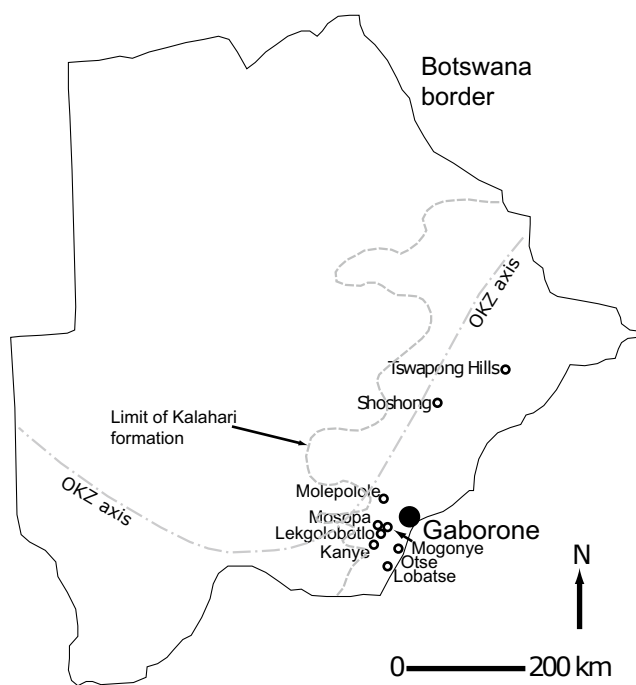 Botswana
border
OKZ axis
Tswapong Hills
Shoshong
Limit of Kalahari
formation
OKZ axis
Molepolole
Mosopa
Gaborone
Lekgolobotlo
Mogonye
Kanye
Otse
Lobatse
N
0 200 km